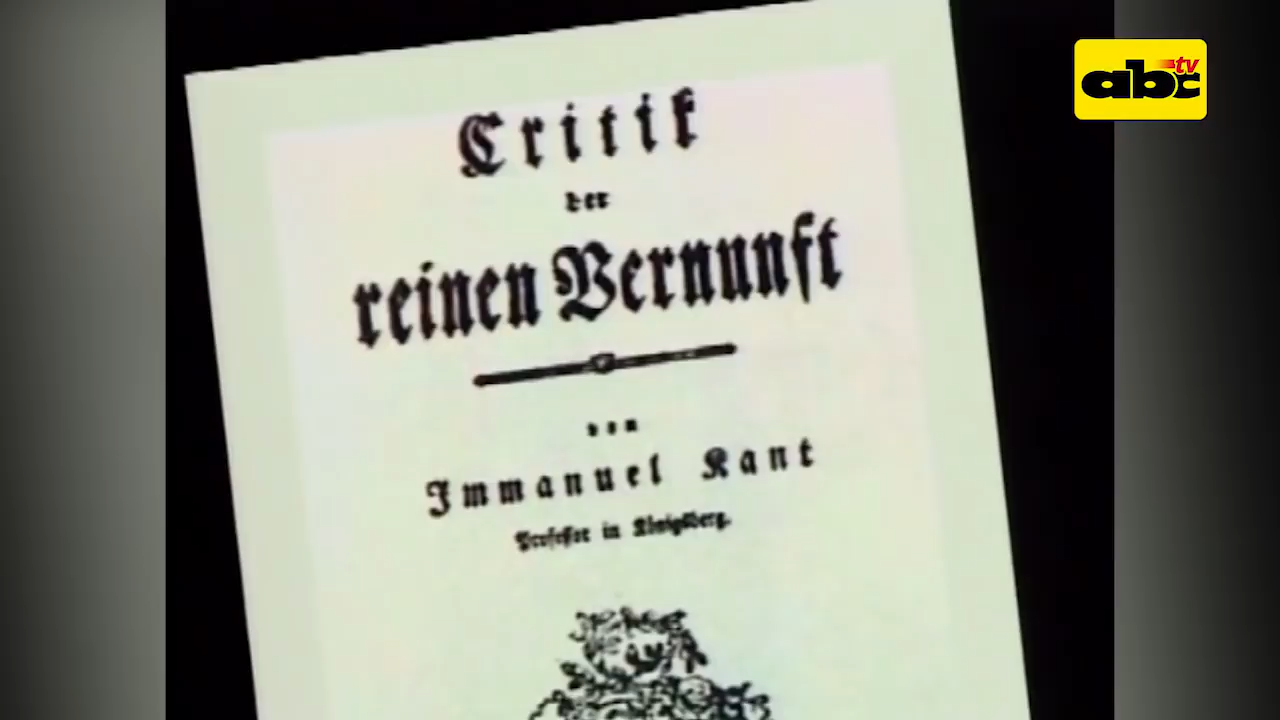 abc tv
Critik
der
reinen Vernunft
von
Immanuel Kant
Professor in Königsberg.